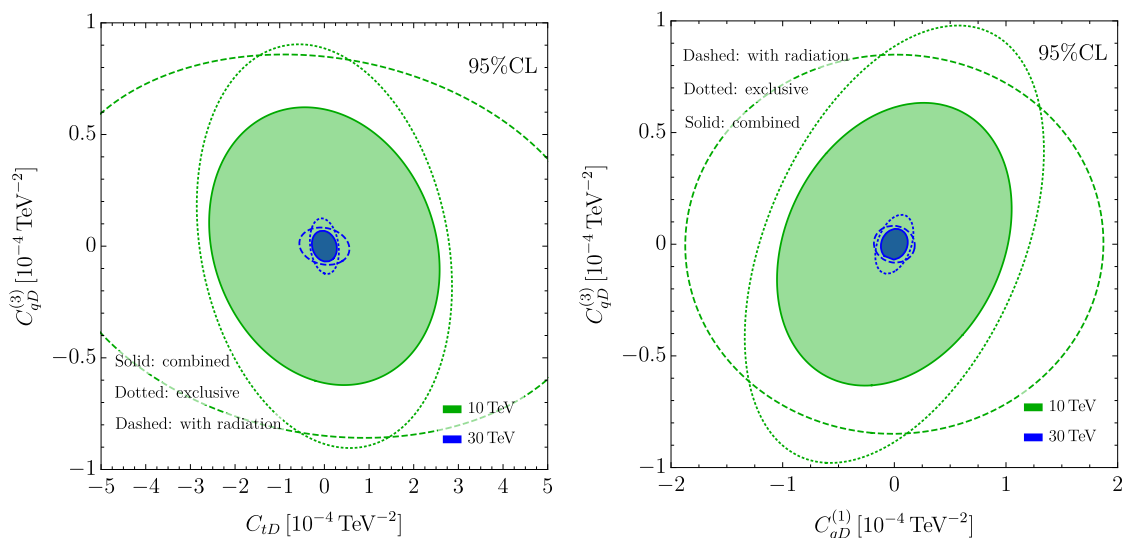 95%CL
Solid: combined
Dotted: exclusive
Dashed: with radiation
10 TeV
30 TeV
1
0.5
0
−0.5
−1
−5 −4 −3 −2 −1 0 1 2 3 4 5
C_{qD}^{(3)} [10^{−4} TeV^{−2}]
C_{tD} [10^{−4} TeV^{−2}]
Dashed: with radiation
95%CL
Dotted: exclusive
Solid: combined
10 TeV
30 TeV
1
0.5
0
−0.5
−1
−2 −1 0 1 2
C_{qD}^{(3)} [10^{−4} TeV^{−2}]
C_{qD}^{(1)} [10^{−4} TeV^{−2}]